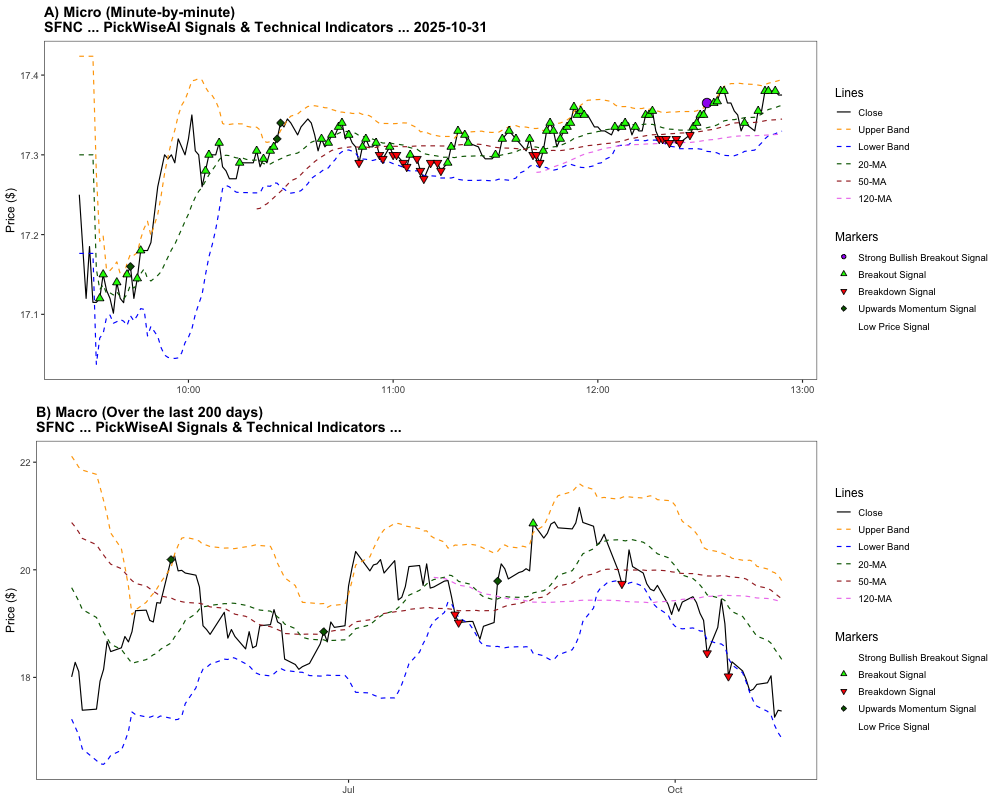 A) Micro (Minute-by-minute)
SFNC ... PickWiseAI Signals & Technical Indicators ... 2025-10-31
Price ($)
17.4
17.3
17.2
17.1
10:00
11:00
12:00
13:00
Lines
Close
Upper Band
Lower Band
20-MA
50-MA
120-MA
Markers
Strong Bullish Breakout Signal
Breakout Signal
Breakdown Signal
Upwards Momentum Signal
Low Price Signal
B) Macro (Over the last 200 days)
SFNC ... PickWiseAI Signals & Technical Indicators ...
Price ($)
22
20
18
Jul
Oct
Lines
Close
Upper Band
Lower Band
20-MA
50-MA
120-MA
Markers
Strong Bullish Breakout Signal
Breakout Signal
Breakdown Signal
Upwards Momentum Signal
Low Price Signal